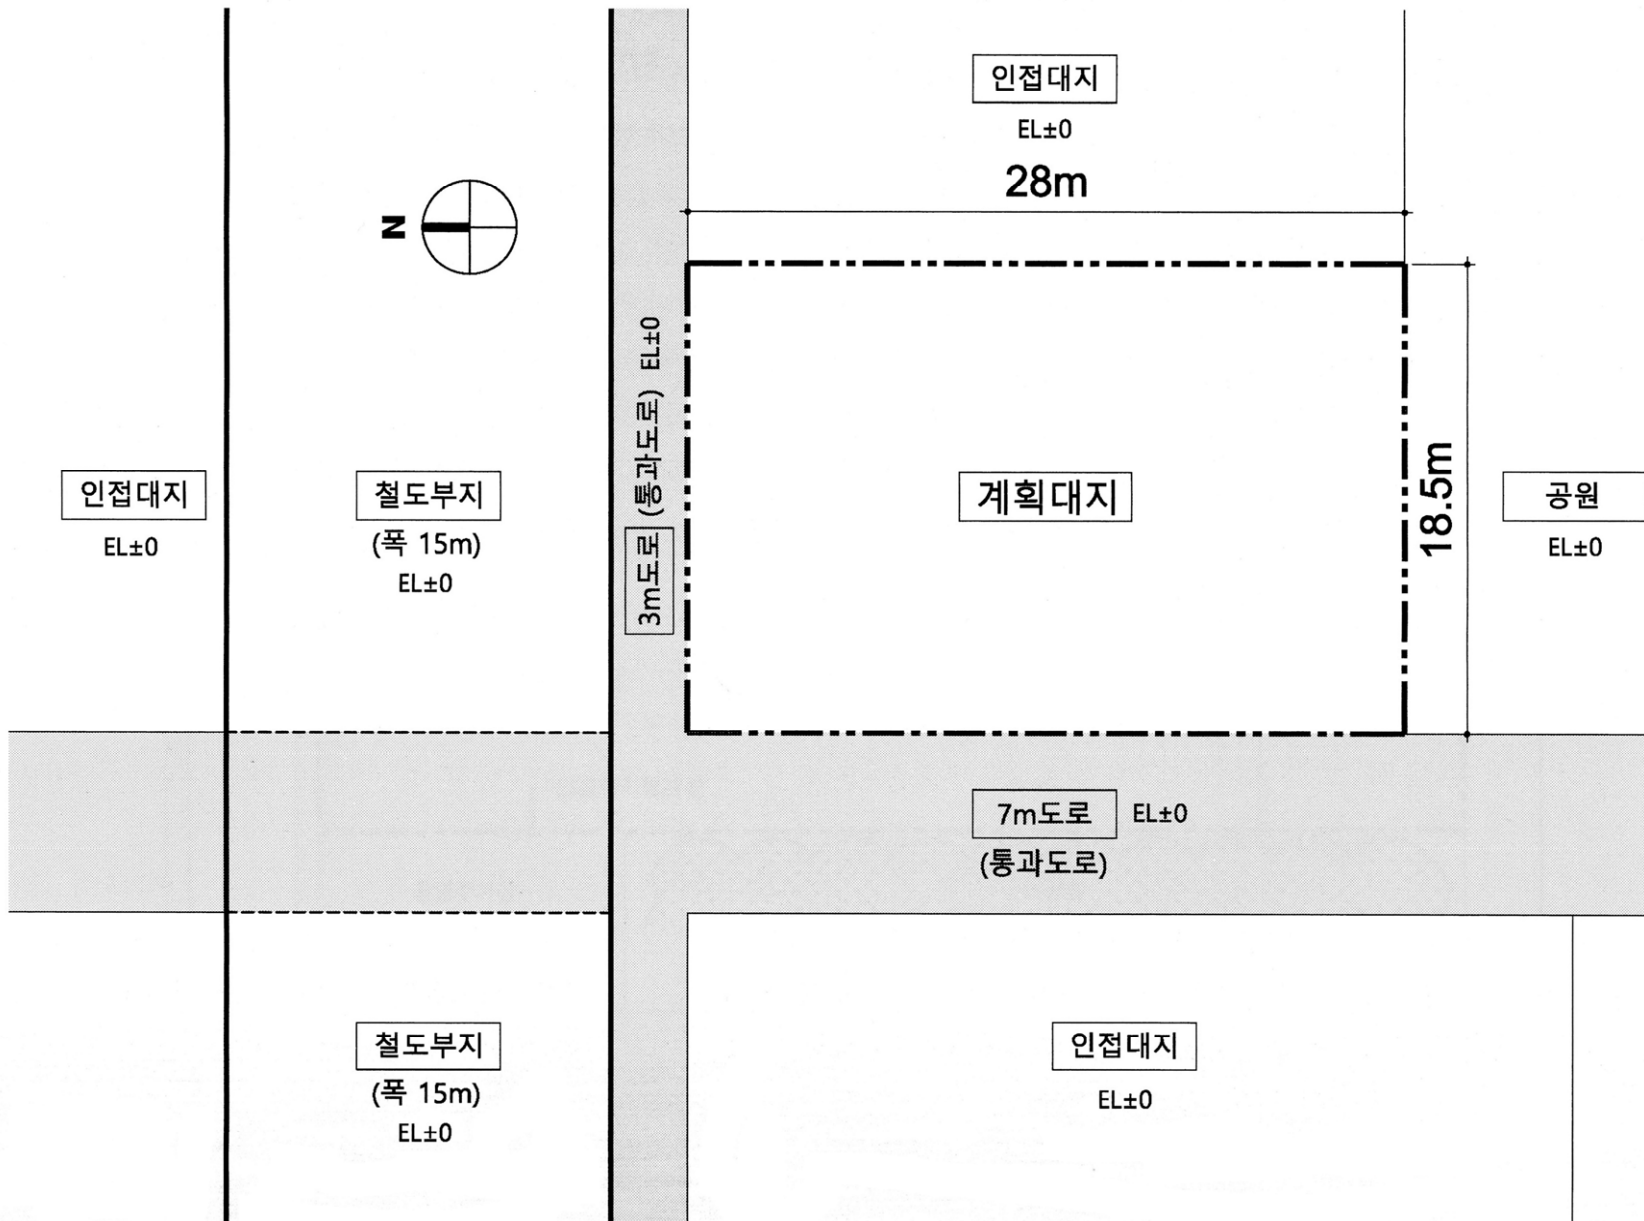 인접대지
EL±0
28m
N
3m도로 (통과도로) EL±0
인접대지
EL±0
철도부지
(폭 15m)
EL±0
계획대지
18.5m
공원
EL±0
7m도로 EL±0
(통과도로)
철도부지
(폭 15m)
EL±0
인접대지
EL±0